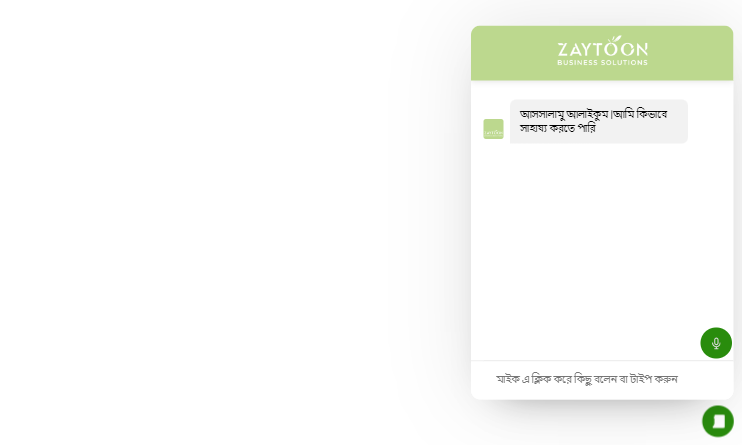 ZAYTOON
BUSINESS SOLUTIONS
আসসালামু আলাইকুম।আমি কিভাবে
সাহায্য করতে পারি
মাইক এ ক্লিক করে কিছু বলেন বা টাইপ করুন